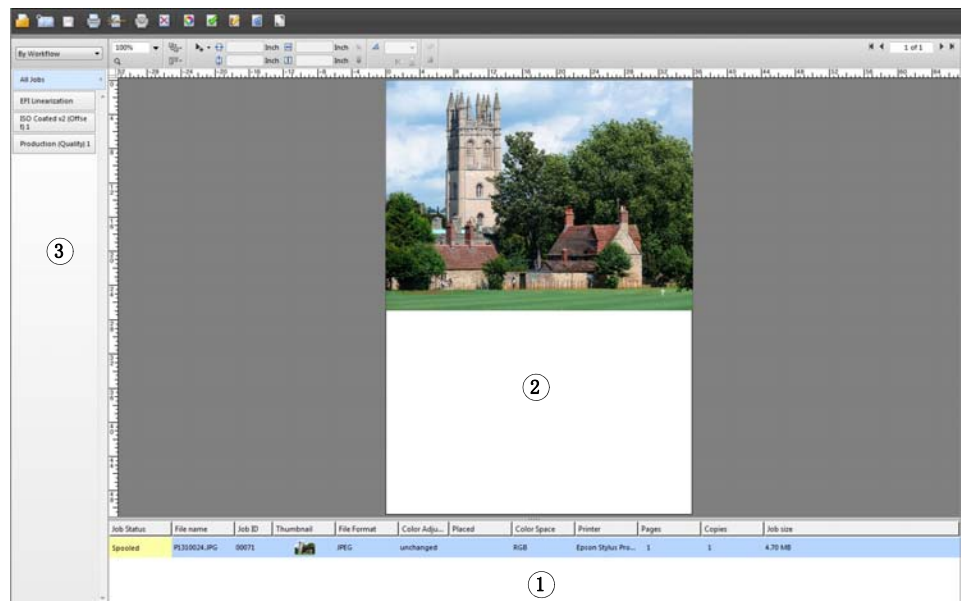 By Workflow
100%
Inch
Inch
1 of 1
Inch
Inch
All Jobs
EFI Linearization
ISO Coated v2 (Offse
t) 1
Production (Quality) 1
③
②
Job Status File name Job ID Thumbnail File Format Color Adju... Placed Color Space Printer Pages Copies Job size
Spooled P1310024.JPG 00071 JPEG unchanged RGB Epson Stylus Pro... 1 1 4.70 MB
①